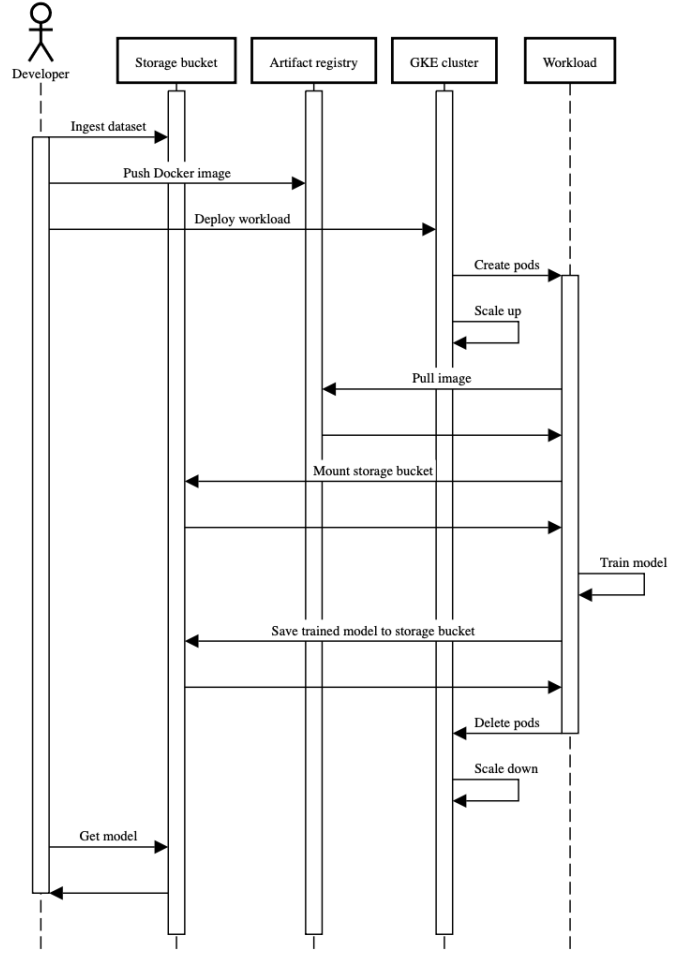 Developer
Storage bucket
Artifact registry
GKE cluster
Workload
Ingest dataset
Push Docker image
Deploy workload
Create pods
Scale up
Pull image
Mount storage bucket
Train model
Save trained model to storage bucket
Delete pods
Scale down
Get model